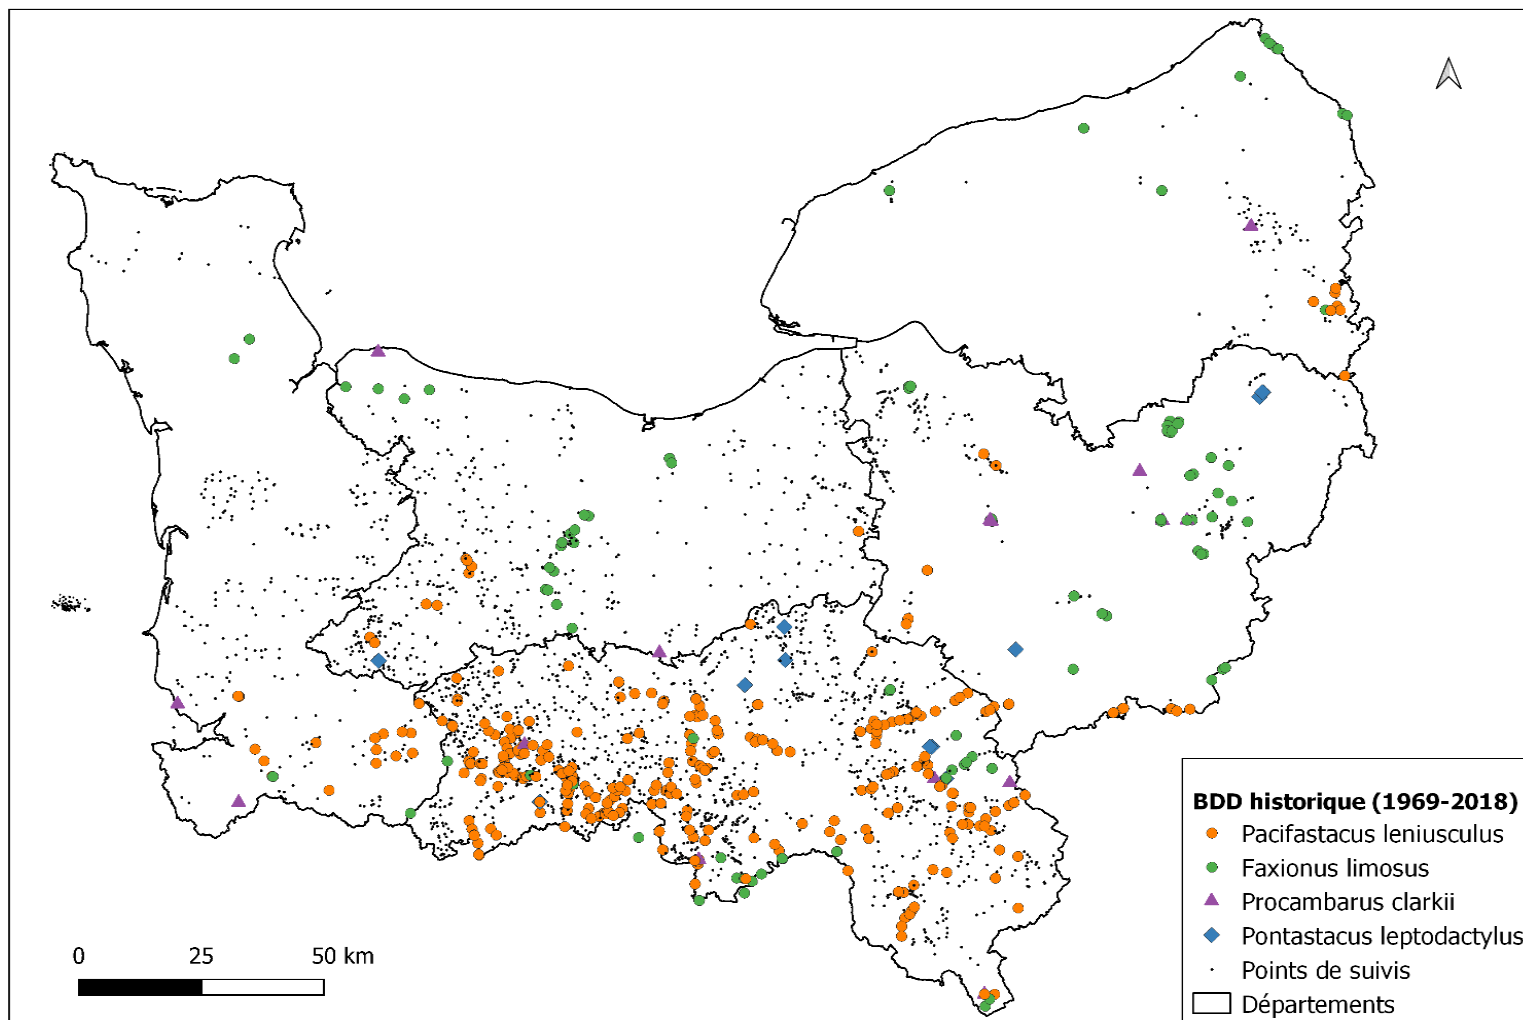 BDD historique (1969-2018)
Pacifastacus leniusculus
Faxionus limosus
Procambarus clarkii
Pontastacus leptodactylus
Points de suivis
Départements
0 25 50 km